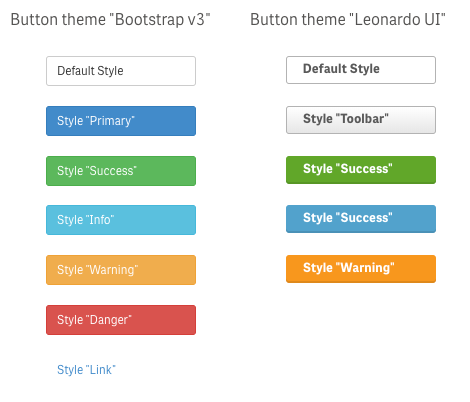 Button theme "Bootstrap v3"
Default Style
Style "Primary"
Style "Success"
Style "Info"
Style "Warning"
Style "Danger"
Style "Link"
Button theme "Leonardo UI"
Default Style
Style "Toolbar"
Style "Success"
Style "Success"
Style "Warning"